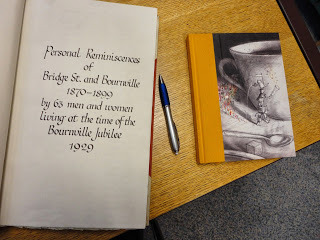 Personal Reminiscences
of
Bridge St. and Bournville
1870-1899
by 65 men and women
living at the time of the
Bournville Jubilee
1929